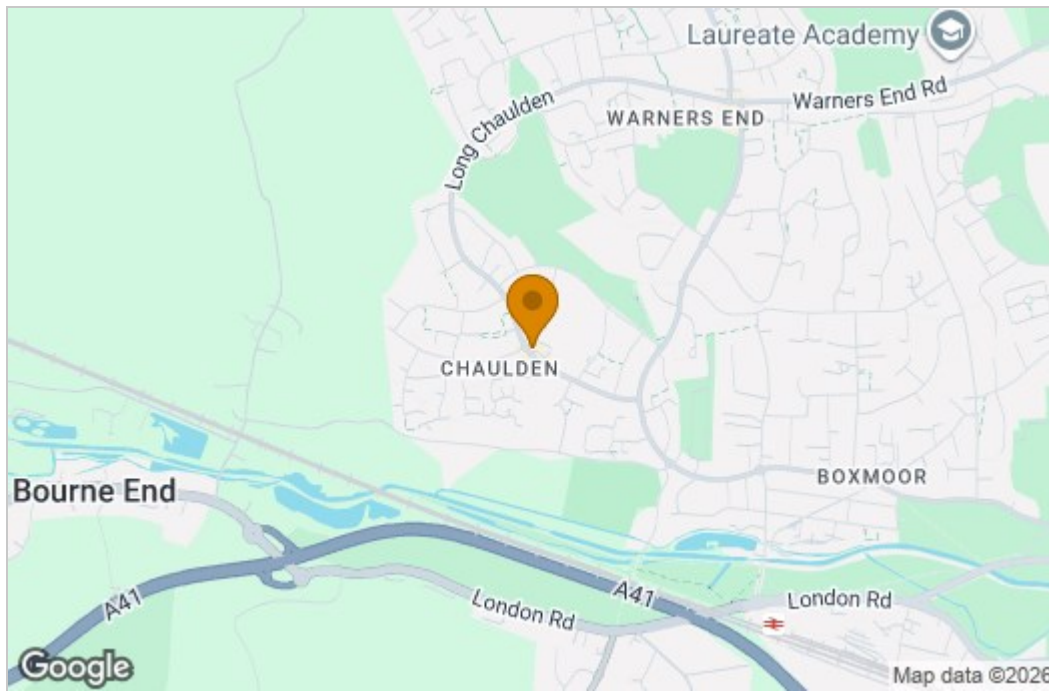 Laureate Academy
Warners End Rd
WARNERS END
Long Chaulden
CHAULDEN
BOXMOOR
Bourne End
A41
A41
London Rd
London Rd
Google
Map data ©2026